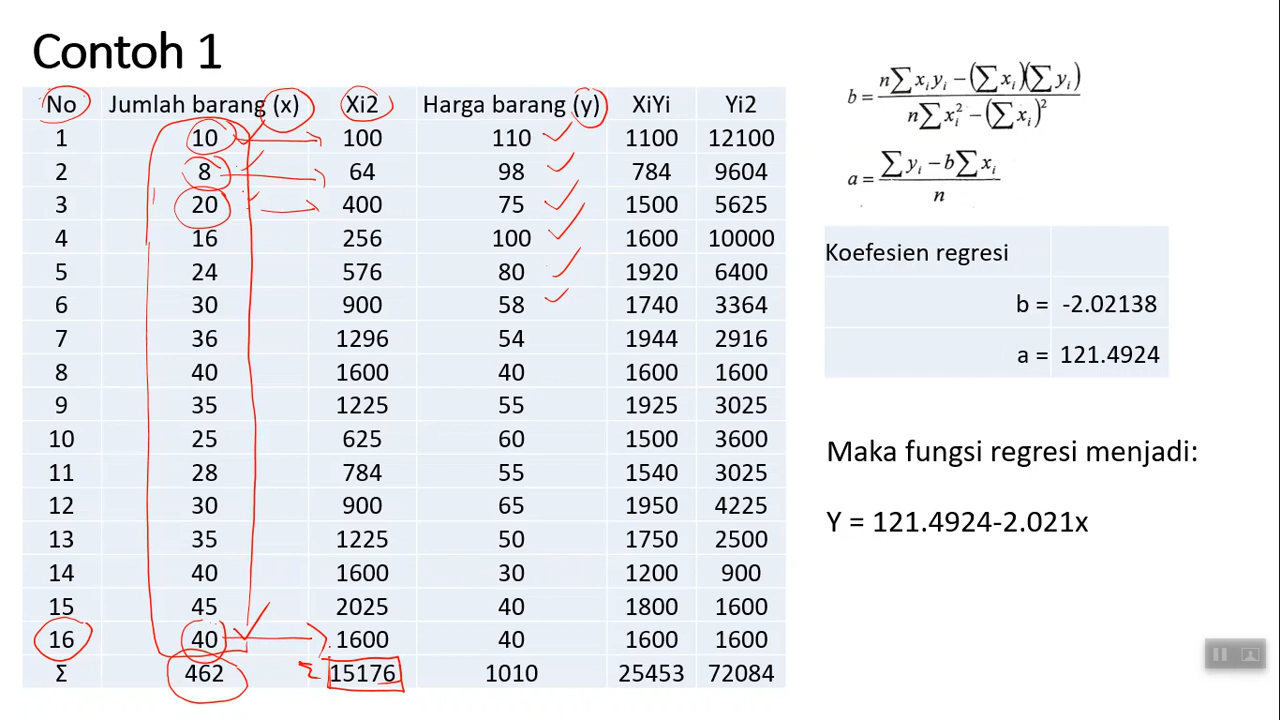 Contoh 1
No Jumlah barang (x) Xi2 Harga barang (y) XiYi Yi2
1 10 100 110 1100 12100
2 8 64 98 784 9604
3 20 400 75 1500 5625
4 16 256 100 1600 10000
5 24 576 80 1920 6400
6 30 900 58 1740 3364
7 36 1296 54 1944 2916
8 40 1600 40 1600 1600
9 35 1225 55 1925 3025
10 25 625 60 1500 3600
11 28 784 55 1540 3025
12 30 900 65 1950 4225
13 35 1225 50 1750 2500
14 40 1600 30 1200 900
15 45 2025 40 1800 1600
16 40 1600 40 1600 1600
Σ 462 Σ 15176 1010 25453 72084
b = n∑xᵢyᵢ − (∑xᵢ)(∑yᵢ)
n∑xᵢ² − (∑xᵢ)²
a = ∑yᵢ − b∑xᵢ
n
Koefesien regresi
b = -2.02138
a = 121.4924
Maka fungsi regresi menjadi:
Y = 121.4924-2.021x